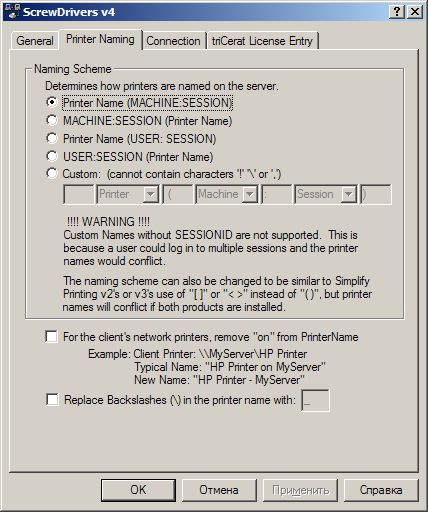 ScrewDrivers v4
General
Printer Naming
Connection
triCerat License Entry
Naming Scheme
Determines how printers are named on the server.
Printer Name (MACHINE:SESSION)
MACHINE:SESSION (Printer Name)
Printer Name (USER: SESSION)
USER:SESSION (Printer Name)
Custom: (cannot contain characters '!' '\' or ',')
Printer ( Machine : Session )
!!!! WARNING !!!!
Custom Names without SESSIONID are not supported. This is
because a user could log in to multiple sessions and the printer
names would conflict.
The naming scheme can also be changed to be similar to Simplify
Printing v2's or v3's use of "[ ]" or "< >" instead of "( )", but printer
names will conflict if both products are installed.
For the client's network printers, remove "on" from PrinterName
Example: Client Printer: \\MyServer\HP Printer
Typical Name: "HP Printer on MyServer"
New Name: "HP Printer - MyServer"
Replace Backslashes (\) in the printer name with: _
OK
Отмена
Применить
Справка